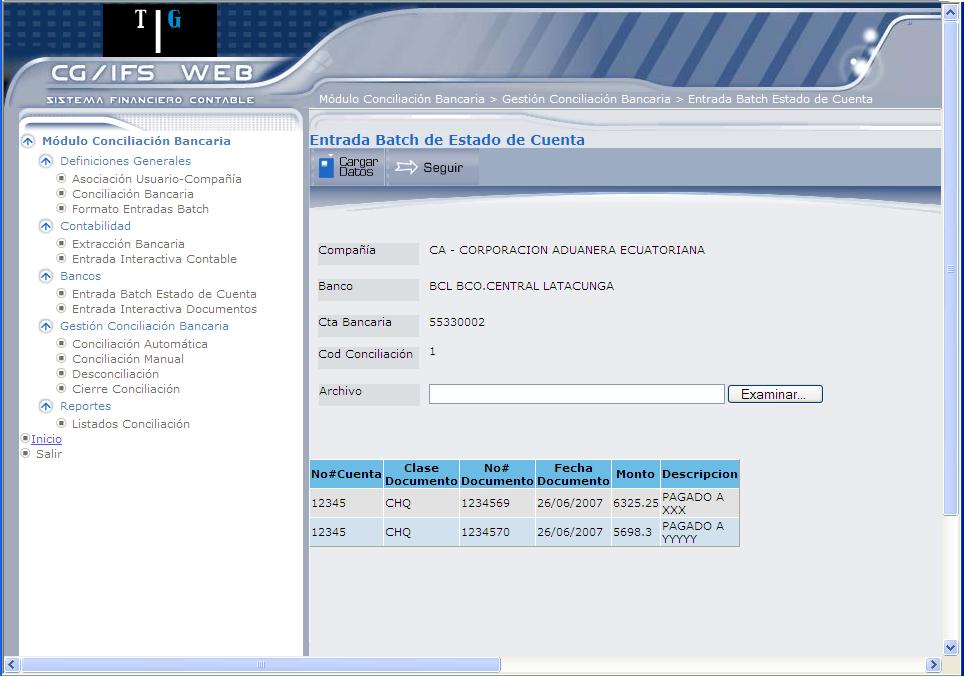 T|G
CG/IFS WEB
SISTEMA FINANCIERO CONTABLE
Módulo Conciliación Bancaria > Gestión Conciliación Bancaria > Entrada Batch Estado de Cuenta
Módulo Conciliación Bancaria
Definiciones Generales
Asociación Usuario-Compañía
Conciliación Bancaria
Formato Entradas Batch
Contabilidad
Extracción Bancaria
Entrada Interactiva Contable
Bancos
Entrada Batch Estado de Cuenta
Entrada Interactiva Documentos
Gestión Conciliación Bancaria
Conciliación Automática
Conciliación Manual
Desconciliación
Cierre Conciliación
Reportes
Listados Conciliación
Inicio
Salir
Entrada Batch de Estado de Cuenta
Cargar Datos
Seguir
Compañía CA - CORPORACION ADUANERA ECUATORIANA
Banco BCL BCO.CENTRAL LATACUNGA
Cta Bancaria 55330002
Cod Conciliación 1
Archivo Examinar...
No#Cuenta Clase Documento No# Documento Fecha Documento Monto Descripcion
12345 CHQ 1234569 26/06/2007 6325.25 PAGADO A XXX
12345 CHQ 1234570 26/06/2007 5698.3 PAGADO A YYYYY